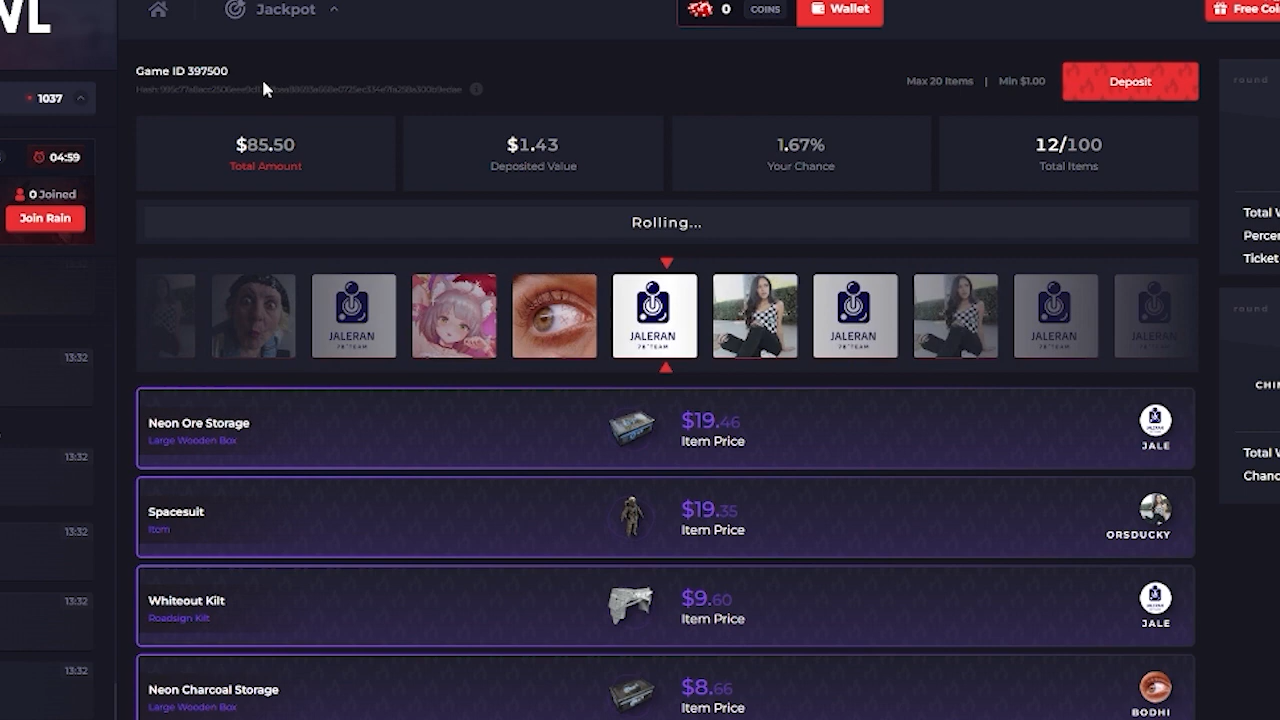 VL
Jackpot
0
COINS
Wallet
Free Coi
1037
04:59
0 Joined
Join Rain
13:32
13:32
13:32
13:32
13:32
Game ID 397500
Max 20 Items | Min $1.00
Deposit
$85.50
Total Amount
$1.43
Deposited Value
1.67%
Your Chance
12/100
Total Items
Rolling...
JALERAN
JALERAN
JALERAN
JALERAN
JALERAN
Neon Ore Storage
Large Wooden Box
$19.46
Item Price
JALE
Spacesuit
Item
$19.35
Item Price
ORSDUCKY
Whiteout Kilt
Roadsign Kilt
$9.60
Item Price
JALE
Neon Charcoal Storage
Large Wooden Box
$8.66
Item Price
BODHI
round
Total W
Percen
Ticket
round
CHIN
Total W
Chanc